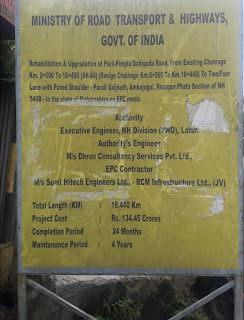 MINISTRY OF ROAD TRANSPORT & HIGHWAYS,
GOVT. OF INDIA
Rehabilitation & Upgradation of Parli-Pimpla Dahiguda Road, From Existing Chainage
Km. 0+000 To 18+485 (SH-64) (Design Chainage Km.0+000 To Km.18+440) To Two/Four
Lane with Paved Shoulder - Parali Vaijnath, Ambajogai, Renapur Phata Section of NH
548B - in the state of Maharashtra on EPC mode.
Authority
Executive Engineer, NH Division (PWD), Latur.
Authority's Engineer
M/s Dhruv Consultancy Services Pvt. Ltd.,
EPC Contractor
M/s Sunil Hitech Engineers Ltd., - RCM Infrastructure Ltd., (JV)
Total Length (KM) : 18.440 Km
Project Cost : Rs. 134.45 Crores
Completion Period : 24 Months
Maintenance Period : 4 Years